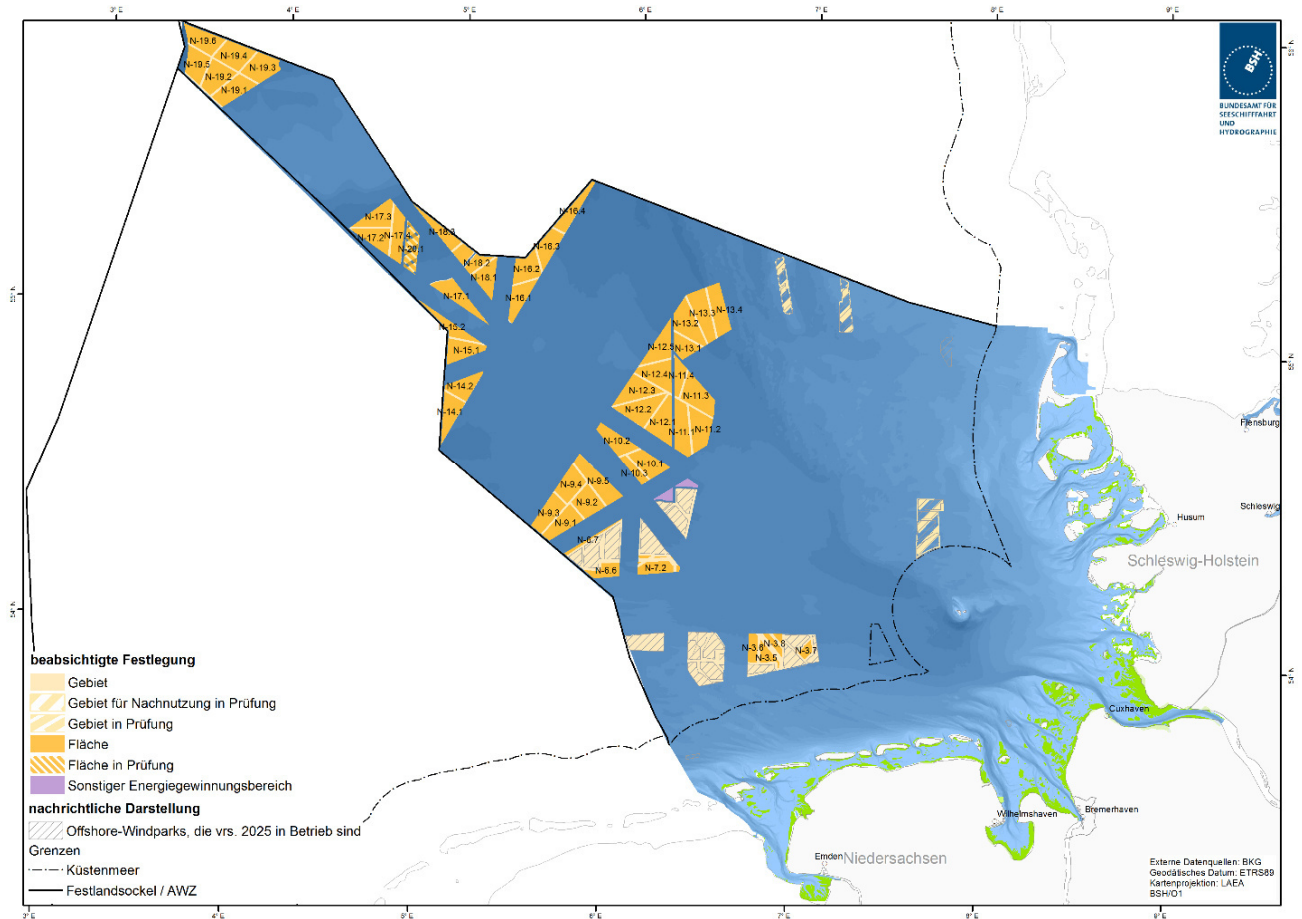 3° E 4° E 5° E 6° E 7° E 8° E 9° E
BSH
BUNDESAMT FÜR
SEESCHIFFFAHRT
UND
HYDROGRAPHIE
N-19.6
N-19.4
N-19.5
N-19.3
N-19.2
N-19.1
N-17.3
N-17.2
N-17.4
N-20.1
N-18.3
N-18.2
N-18.1
N-16.4
N-16.3
N-16.2
N-16.1
N-17.1
N-15.2
N-15.1
N-14.2
N-14.1
N-13.4
N-13.3
N-13.2
N-13.1
N-12.5
N-12.4
N-11.4
N-12.3
N-11.3
N-12.2
N-12.1
N-11.1
N-11.2
N-10.2
N-10.1
N-10.3
N-9.4
N-9.5
N-9.2
N-9.3
N-9.1
N-6.7
N-6.6
N-7.2
N-3.8
N-3.5
N-3.7
55° N
54° N
54° N
Flensburg
Schleswig
Husum
Schleswig-Holstein
Cuxhaven
Bremerhaven
Wilhelmshaven
Emden
Niedersachsen
beabsichtigte Festlegung
Gebiet
Gebiet für Nachnutzung in Prüfung
Gebiet in Prüfung
Fläche
Fläche in Prüfung
Sonstiger Energiegewinnungsbereich
nachrichtliche Darstellung
Offshore-Windparks, die vrs. 2025 in Betrieb sind
Grenzen
Küstenmeer
Festlandsockel / AWZ
Externe Datenquellen: BKG
Geodätisches Datum: ETRS89
Kartenprojektion: LAEA
BSH/O1
3° E 4° E 5° E 6° E 7° E 8° E